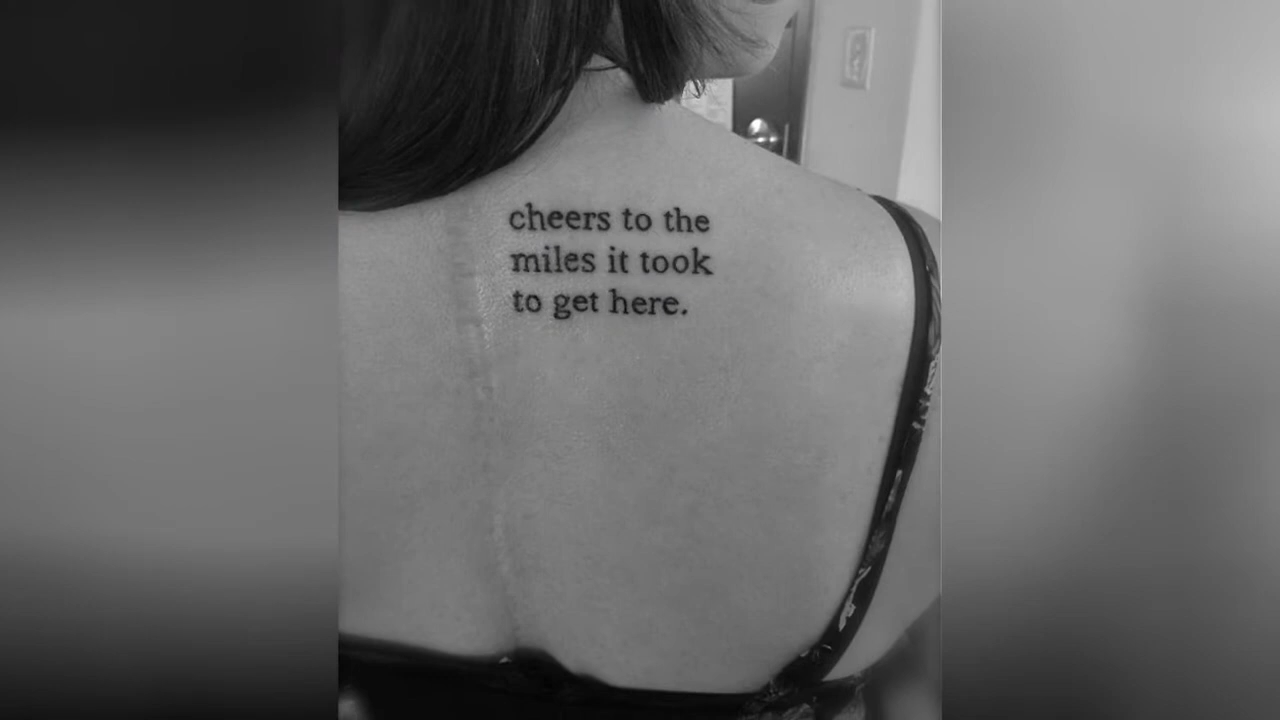 cheers to the
miles it took
to get here.